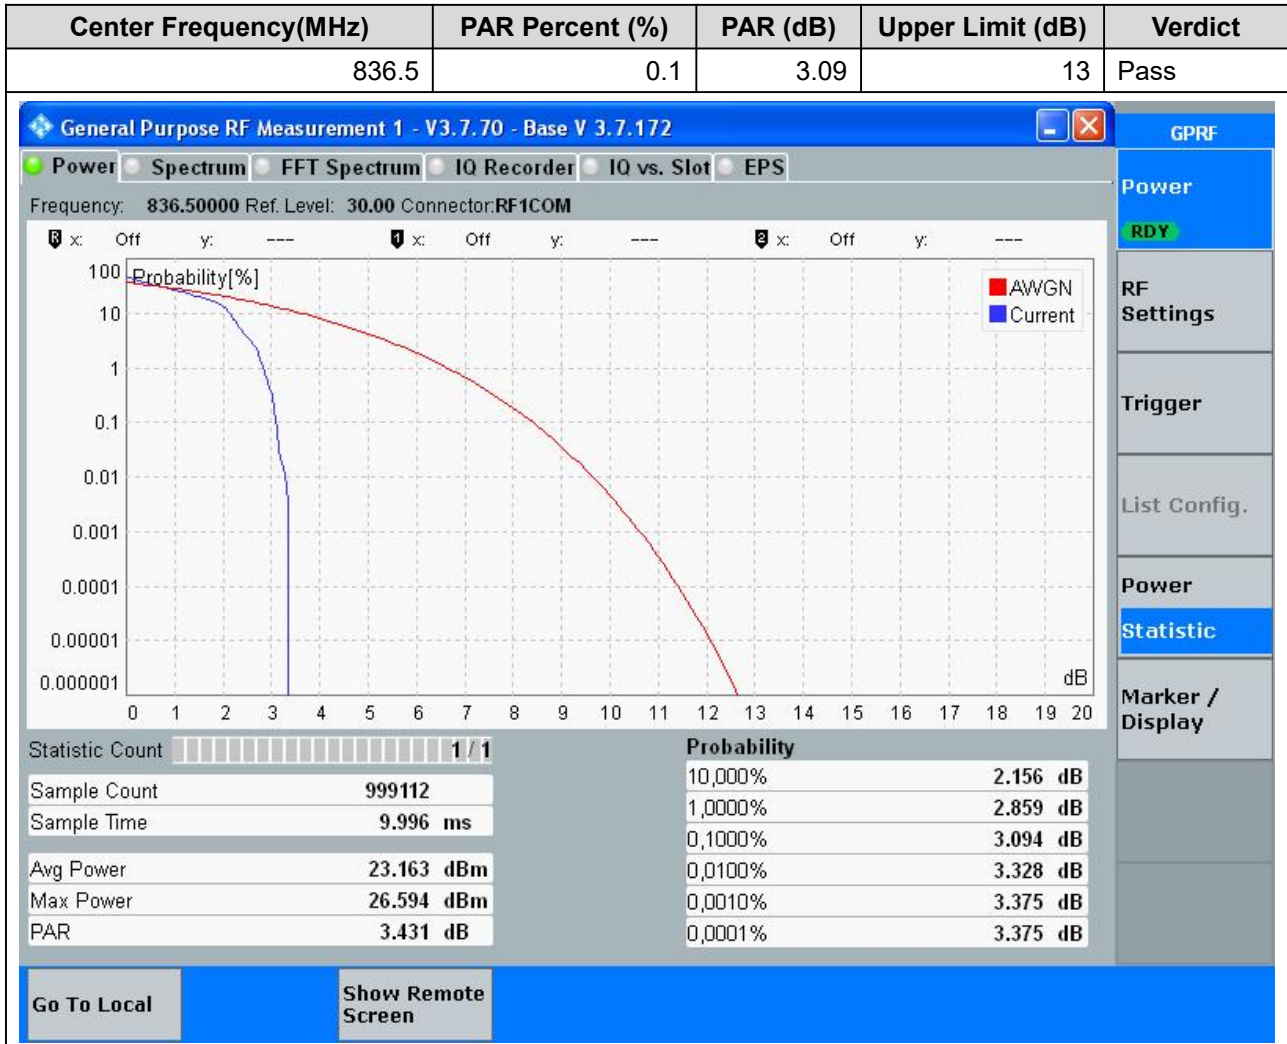 Center Frequency(MHz) PAR Percent (%) PAR (dB) Upper Limit (dB) Verdict
836.5 0.1 3.09 13 Pass
General Purpose RF Measurement 1 - V3.7.70 - Base V 3.7.172
GPRF
Power Spectrum FFT Spectrum IQ Recorder IQ vs. Slot EPS
Frequency: 836.50000 Ref. Level: 30.00 Connector:RF1COM
R x: Off y: --- 1 x: Off y: --- 2 x: Off y: ---
Probability[%]
AWGN
Current
100
10
1
0.1
0.01
0.001
0.0001
0.00001
0.000001
dB
0 1 2 3 4 5 6 7 8 9 10 11 12 13 14 15 16 17 18 19 20
Statistic Count 1 / 1
Sample Count 999112
Sample Time 9.996 ms
Avg Power 23.163 dBm
Max Power 26.594 dBm
PAR 3.431 dB
Probability
10,000% 2.156 dB
1,0000% 2.859 dB
0,1000% 3.094 dB
0,0100% 3.328 dB
0,0010% 3.375 dB
0,0001% 3.375 dB
Power
RDY
RF
Settings
Trigger
List Config.
Power
Statistic
Marker /
Display
Go To Local
Show Remote
Screen